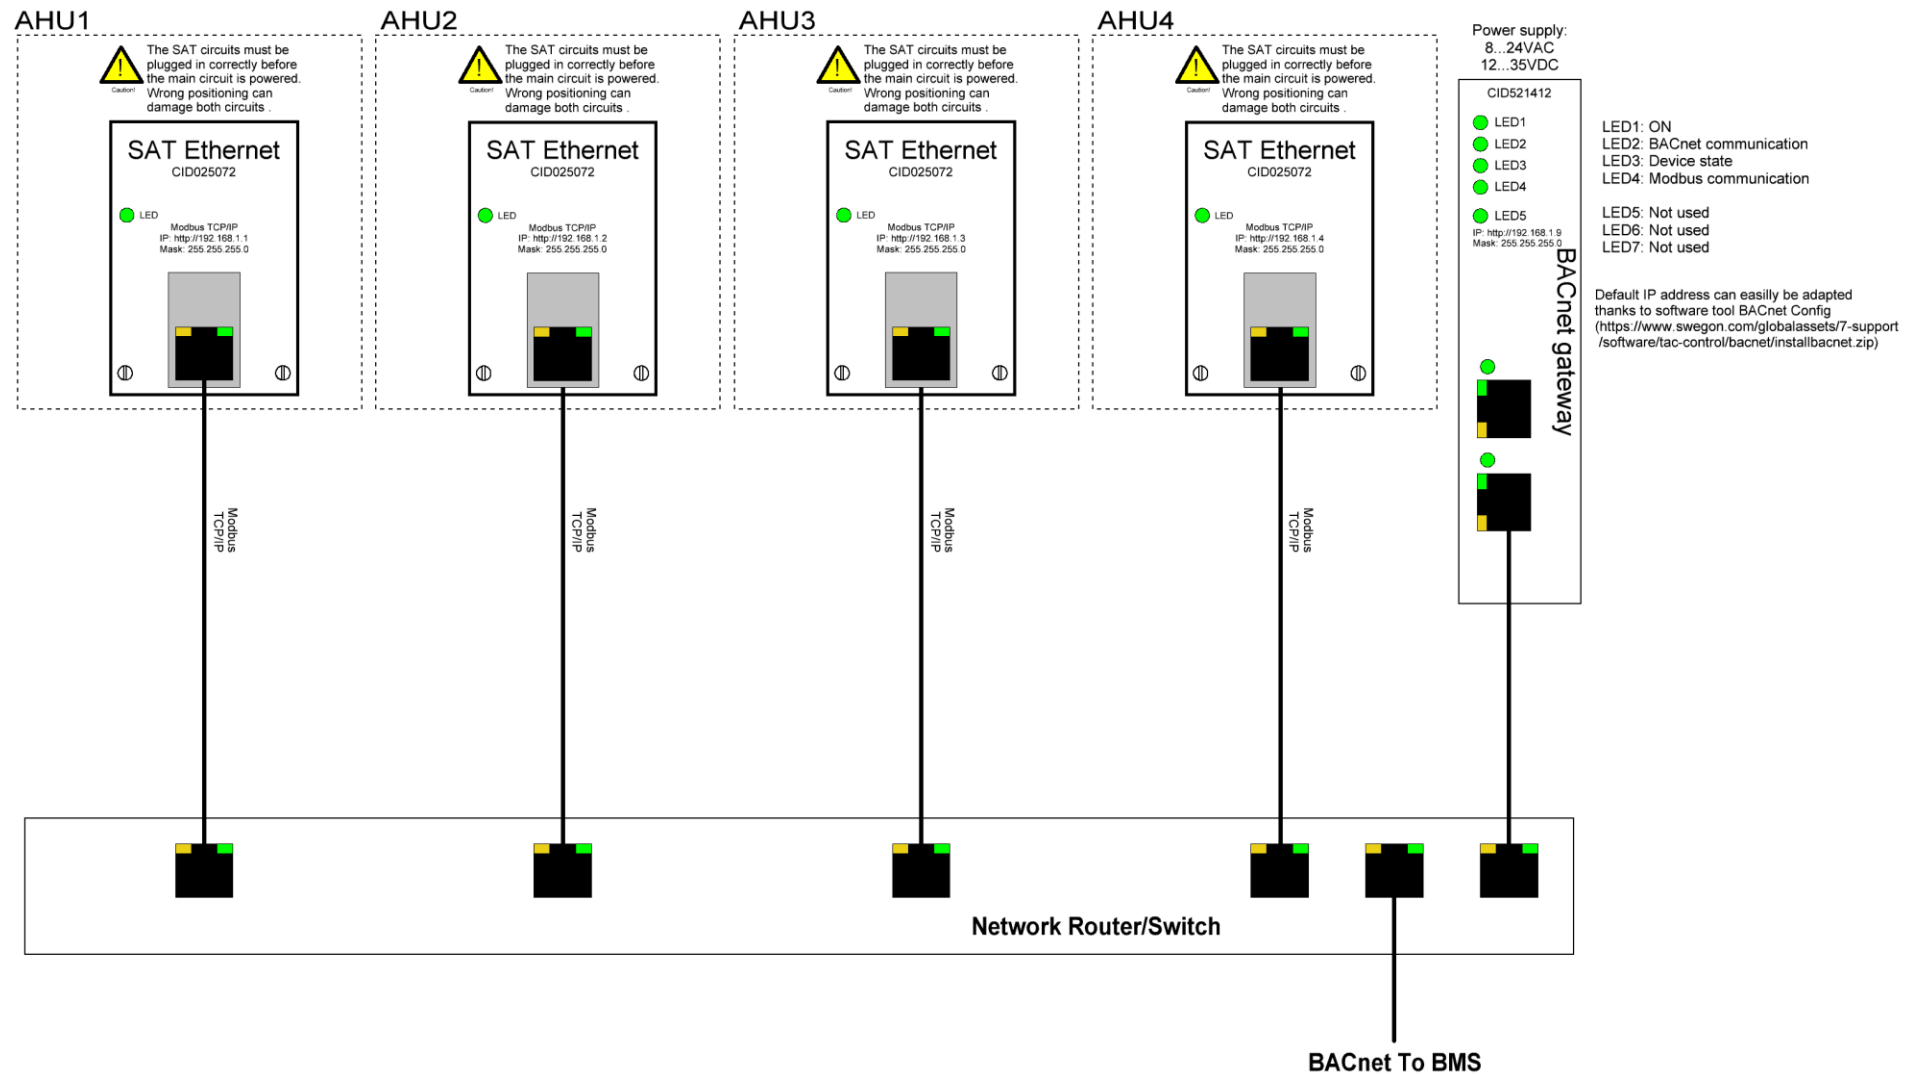 AHU1
The SAT circuits must be
plugged in correctly before
the main circuit is powered.
Wrong positioning can
damage both circuits .
Caution!
SAT Ethernet
CID025072
LED
Modbus TCP/IP
IP: http://192.168.1.1
Mask: 255.255.255.0
Modbus
TCP/IP
AHU2
The SAT circuits must be
plugged in correctly before
the main circuit is powered.
Wrong positioning can
damage both circuits .
Caution!
SAT Ethernet
CID025072
LED
Modbus TCP/IP
IP: http://192.168.1.2
Mask: 255.255.255.0
Modbus
TCP/IP
AHU3
The SAT circuits must be
plugged in correctly before
the main circuit is powered.
Wrong positioning can
damage both circuits .
Caution!
SAT Ethernet
CID025072
LED
Modbus TCP/IP
IP: http://192.168.1.3
Mask: 255.255.255.0
Modbus
TCP/IP
AHU4
The SAT circuits must be
plugged in correctly before
the main circuit is powered.
Wrong positioning can
damage both circuits .
Caution!
SAT Ethernet
CID025072
LED
Modbus TCP/IP
IP: http://192.168.1.4
Mask: 255.255.255.0
Modbus
TCP/IP
Power supply:
8...24VAC
12...35VDC
CID521412
LED1
LED2
LED3
LED4
LED5
IP: http://192.168.1.9
Mask: 255.255.255.0
BACnet gateway
LED1: ON
LED2: BACnet communication
LED3: Device state
LED4: Modbus communication
LED5: Not used
LED6: Not used
LED7: Not used
Default IP address can easilly be adapted
thanks to software tool BACnet Config
(https://www.swegon.com/globalassets/7-support
/software/tac-control/bacnet/installbacnet.zip)
Network Router/Switch
BACnet To BMS